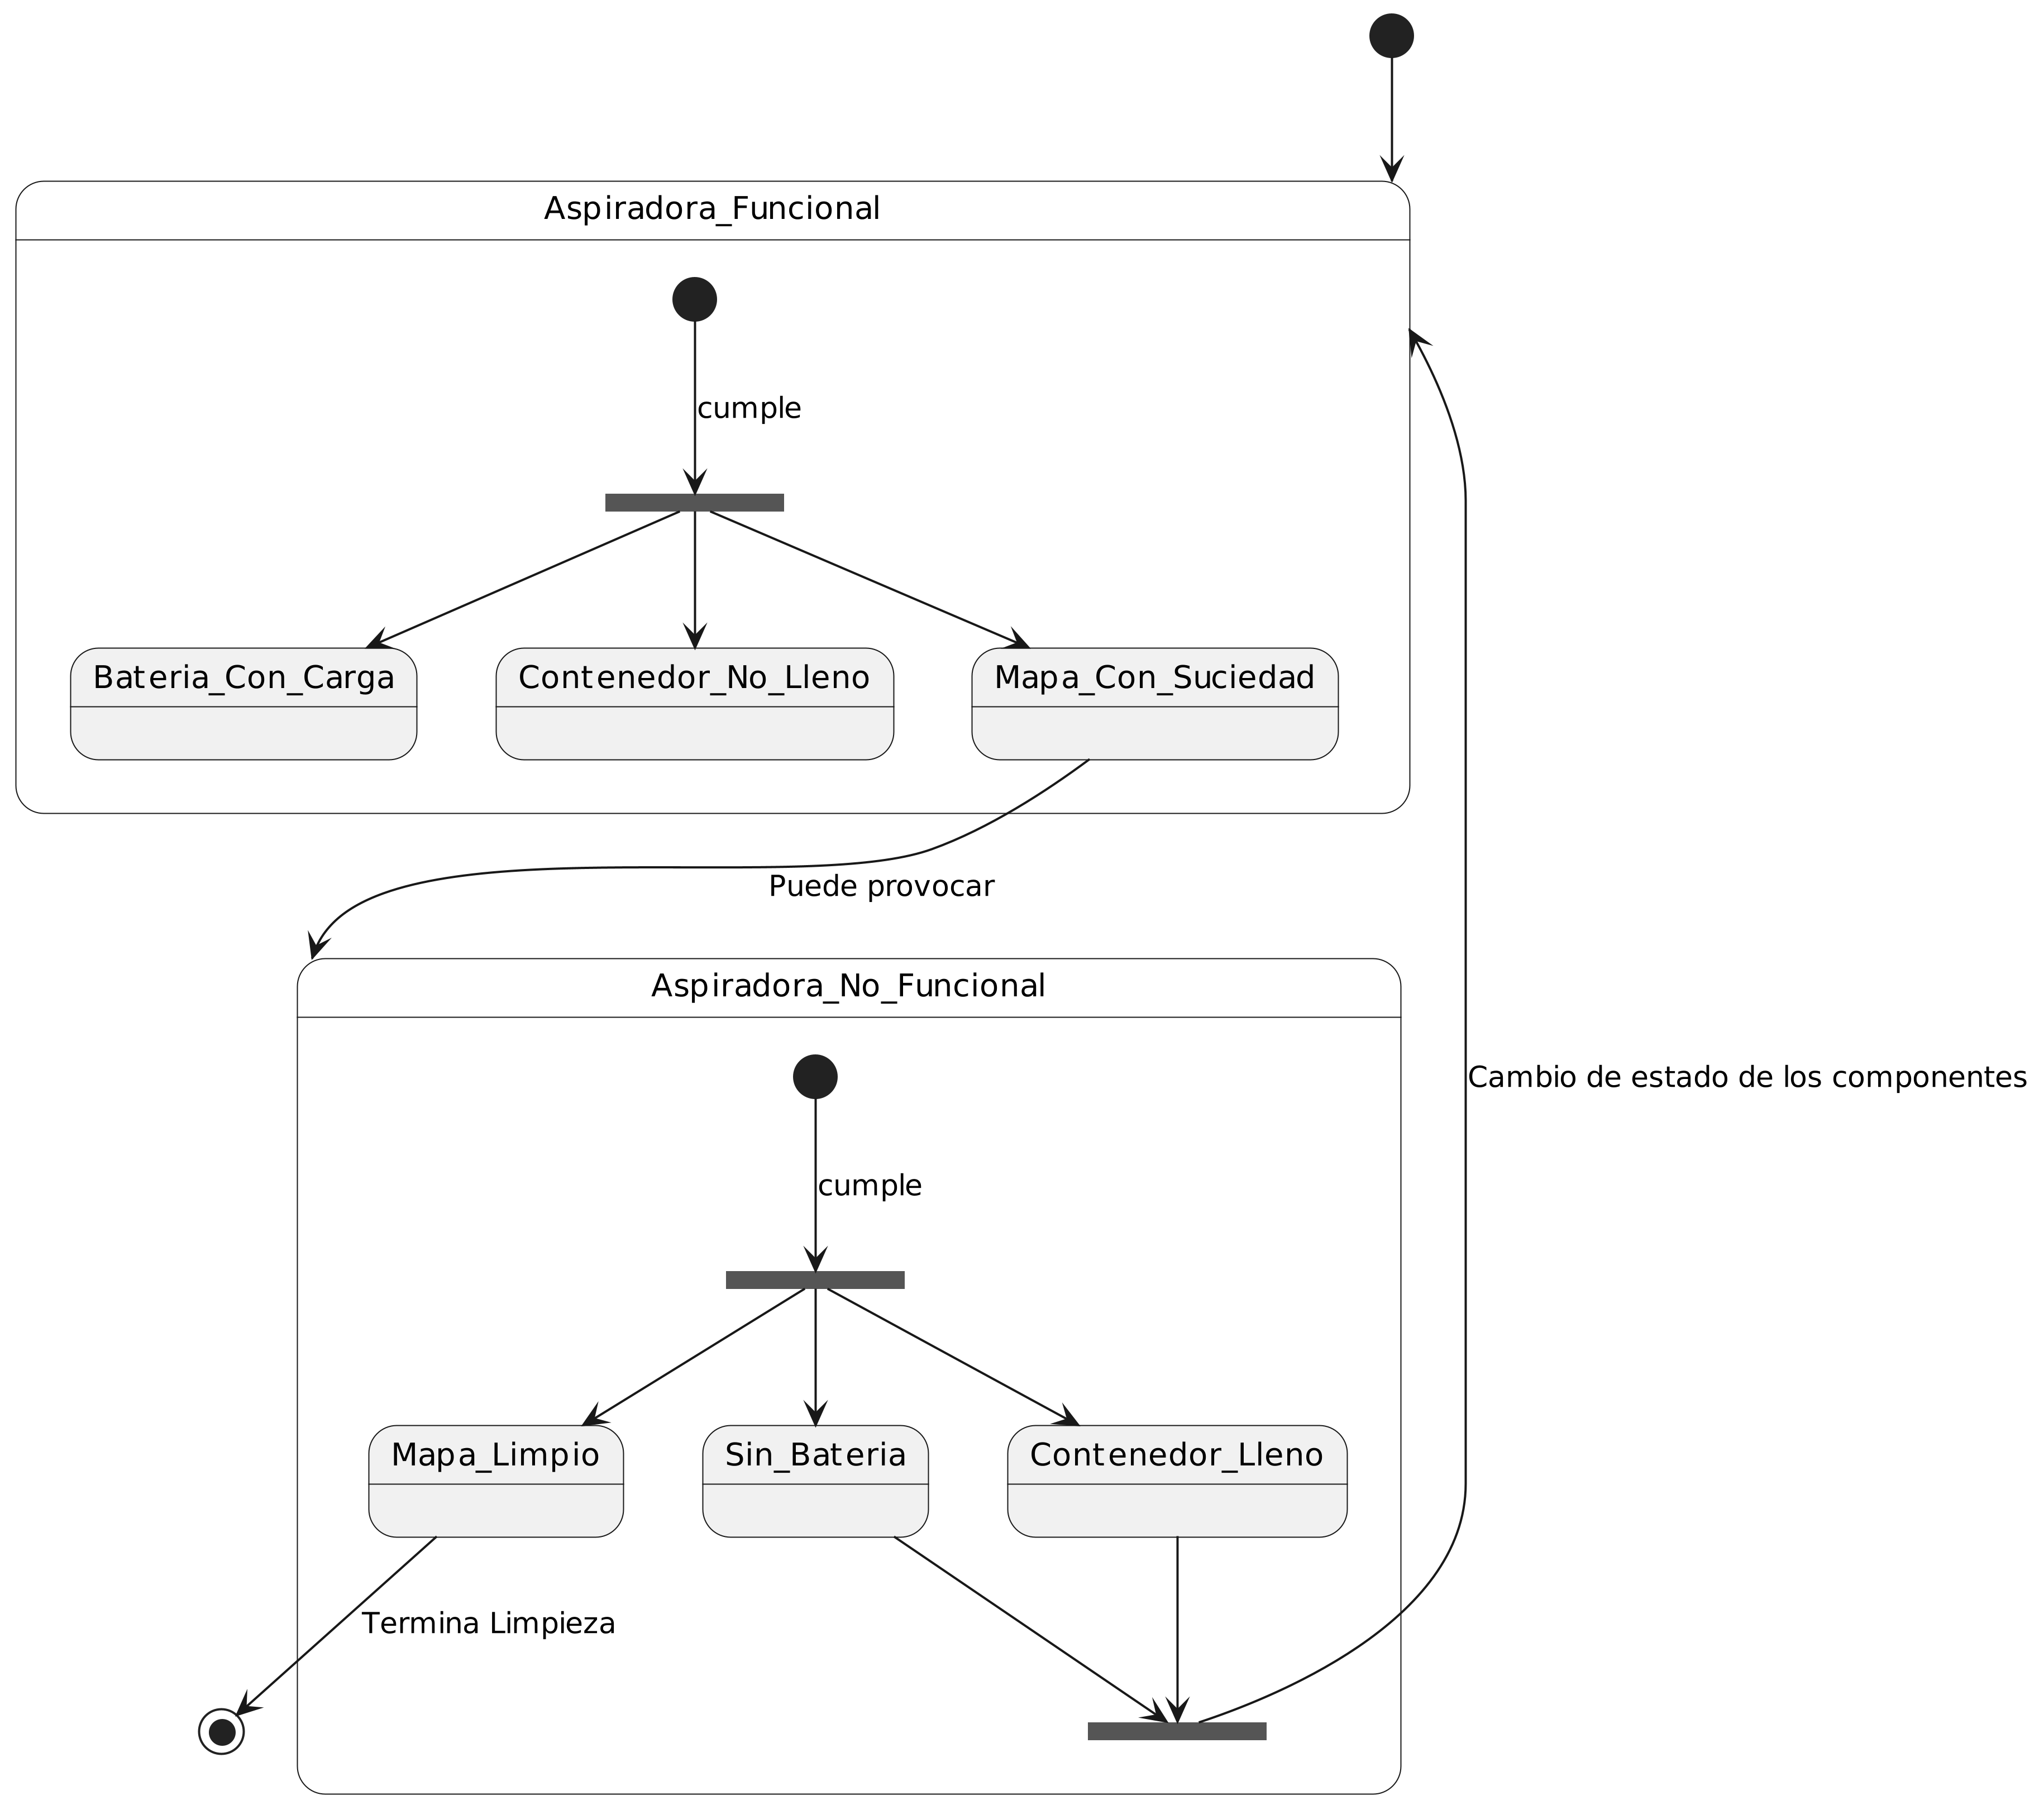 Aspiradora_Funcional
cumple
Bateria_Con_Carga
Contenedor_No_Lleno
Mapa_Con_Suciedad
Puede provocar
Aspiradora_No_Funcional
Cambio de estado de los componentes
cumple
Mapa_Limpio
Sin_Bateria
Contenedor_Lleno
Termina Limpieza